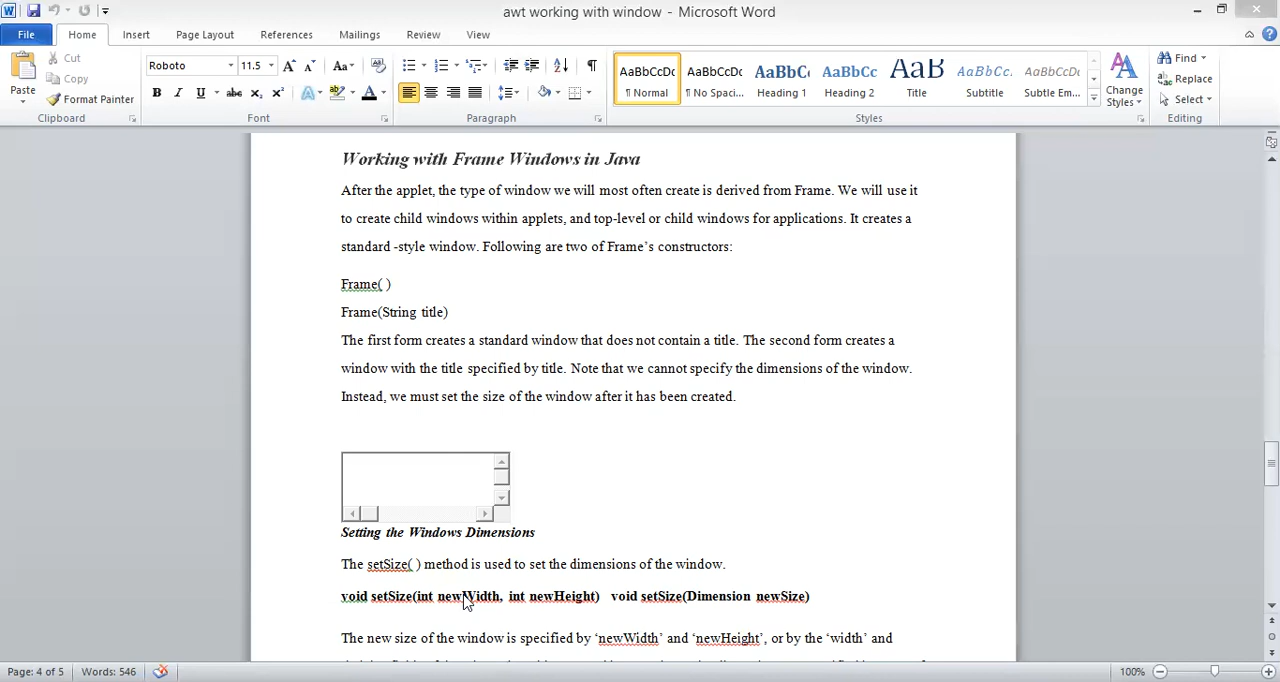 awt working with window - Microsoft Word
File Home Insert Page Layout References Mailings Review View
Paste
Cut
Copy
Format Painter
Clipboard
Roboto 11.5
Font
Paragraph
AaBbCcDc AaBbCcDc AaBbCc AaBbCc AaB AaBbCc. AaBbCcDc
¶ Normal ¶ No Spaci... Heading 1 Heading 2 Title Subtitle Subtle Em...
Change
Styles
Styles
Find
Replace
Select
Editing
Working with Frame Windows in Java
After the applet, the type of window we will most often create is derived from Frame. We will use it
to create child windows within applets, and top-level or child windows for applications. It creates a
standard -style window. Following are two of Frame’s constructors:
Frame( )
Frame(String title)
The first form creates a standard window that does not contain a title. The second form creates a
window with the title specified by title. Note that we cannot specify the dimensions of the window.
Instead, we must set the size of the window after it has been created.
Setting the Windows Dimensions
The setSize( ) method is used to set the dimensions of the window.
void setSize(int newWidth, int newHeight) void setSize(Dimension newSize)
The new size of the window is specified by ‘newWidth’ and ‘newHeight’, or by the ‘width’ and
Page: 4 of 5 Words: 546 100%